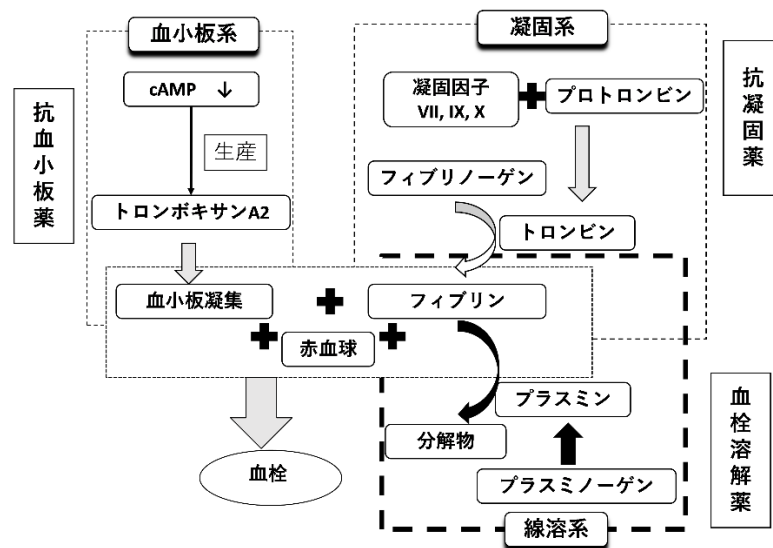 血小板系
凝固系
抗血小板薬
cAMP ↓
生産
トロンボキサンA2
血小板凝集
凝固因子
VII, IX, X
プロトロンビン
抗凝固薬
フィブリノーゲン
トロンビン
フィブリン
赤血球
血栓
プラスミン
分解物
プラスミノーゲン
線溶系
血栓溶解薬